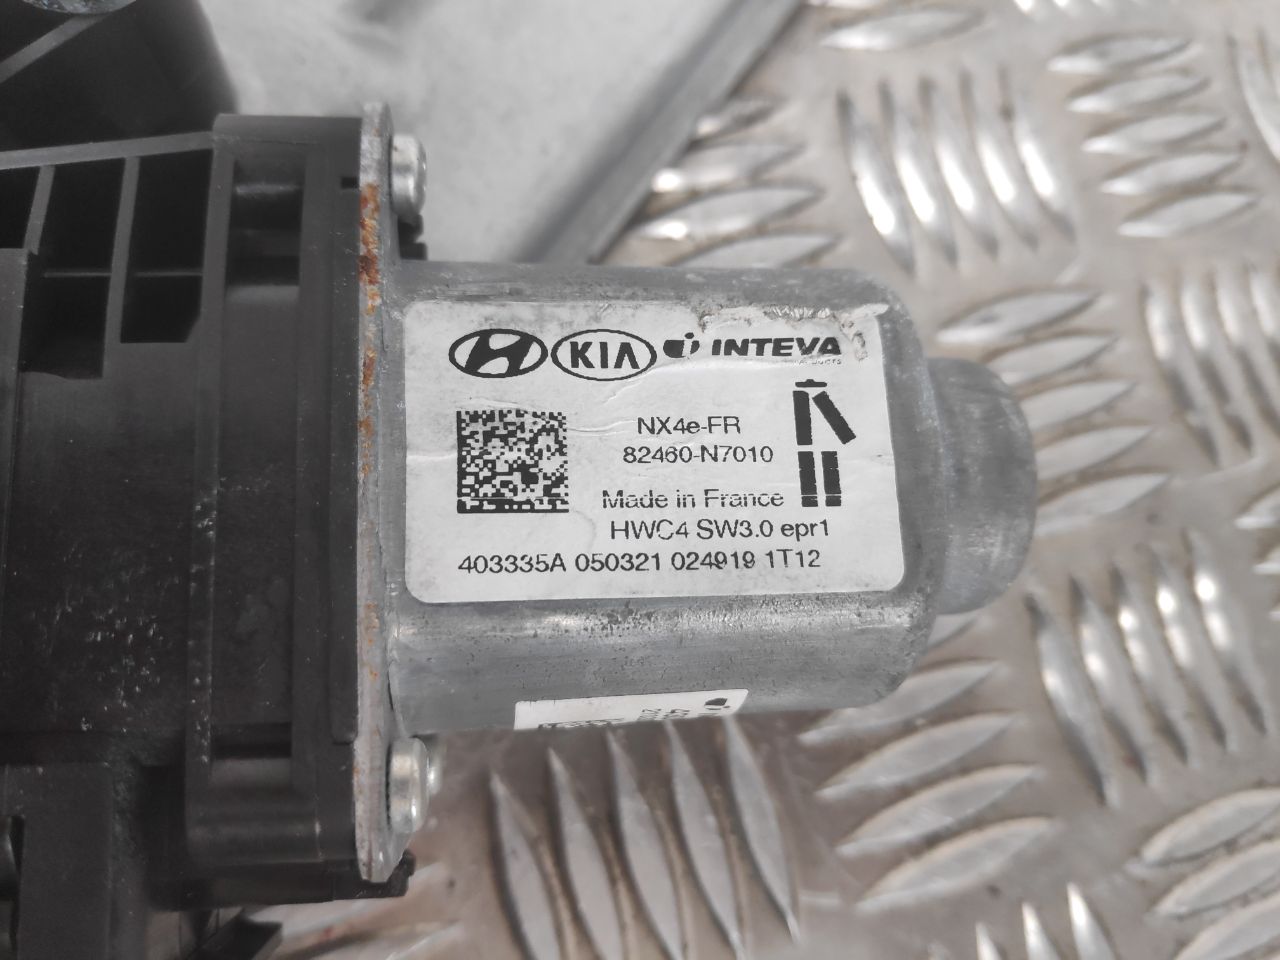 KIA INTEVA
NX4e-FR
82460-N7010
Made in France
HWC4 SW3.0 epr1
403335A 050321 024919 1T12